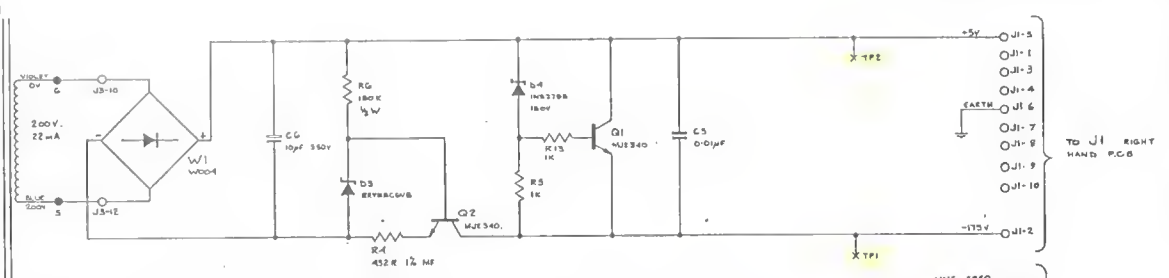 VIOLET
0V
6
J3-10
200V.
22mA
BLUE
200V
5
J3-12
-
+
W1
W004
C6
10µF 350V
R6
180K
½W
D3
R4
432R 1% MF
Q2
MJE340.
D4
180V
R13
1K
R5
1K
Q1
MJE340
C5
0·01µF
TP2
TP1
+5V
J1-5
J1-1
J1-3
J1-4
EARTH
J1 6
J1-7
J1-8
J1-9
J1-10
-175V
J1-2
TO J1 RIGHT
HAND P.C.B